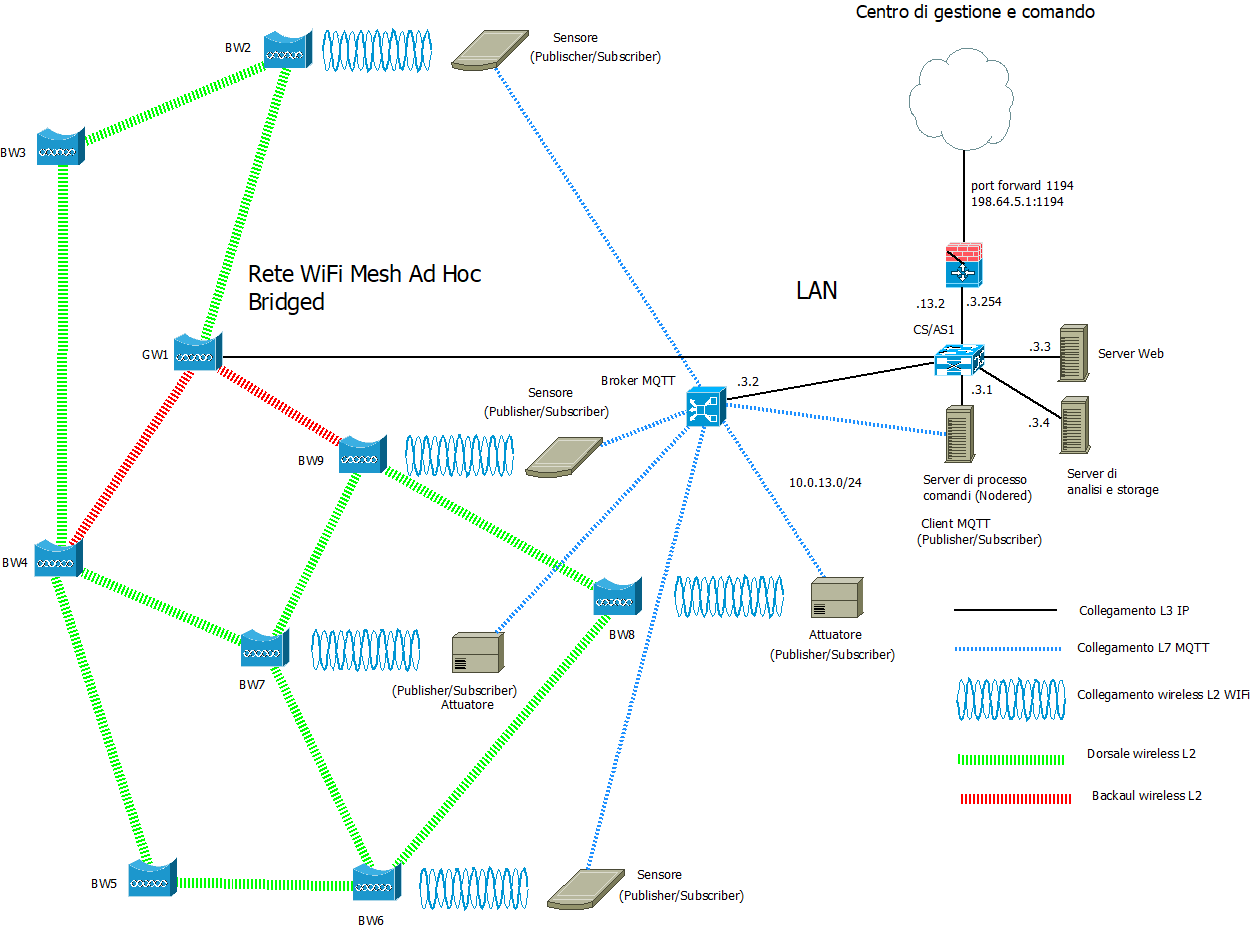 Centro di gestione e comando
BW2
Sensore
(Publischer/Subscriber)
BW3
port forward 1194
198.64.5.1:1194
Rete WiFi Mesh Ad Hoc
Bridged
LAN
.13.2
.3.254
CS/AS1
GW1
.3.3
Server Web
Broker MQTT
.3.2
.3.1
Sensore
(Publisher/Subscriber)
.3.4
BW9
10.0.13.0/24
Server di processo
comandi (Nodered)
Server di
analisi e storage
Client MQTT
(Publisher/Subscriber)
BW4
Collegamento L3 IP
BW8
Attuatore
(Publisher/Subscriber)
Collegamento L7 MQTT
BW7
(Publisher/Subscriber)
Attuatore
Collegamento wireless L2 WIFi
Dorsale wireless L2
Backaul wireless L2
BW5
Sensore
(Publisher/Subscriber)
BW6